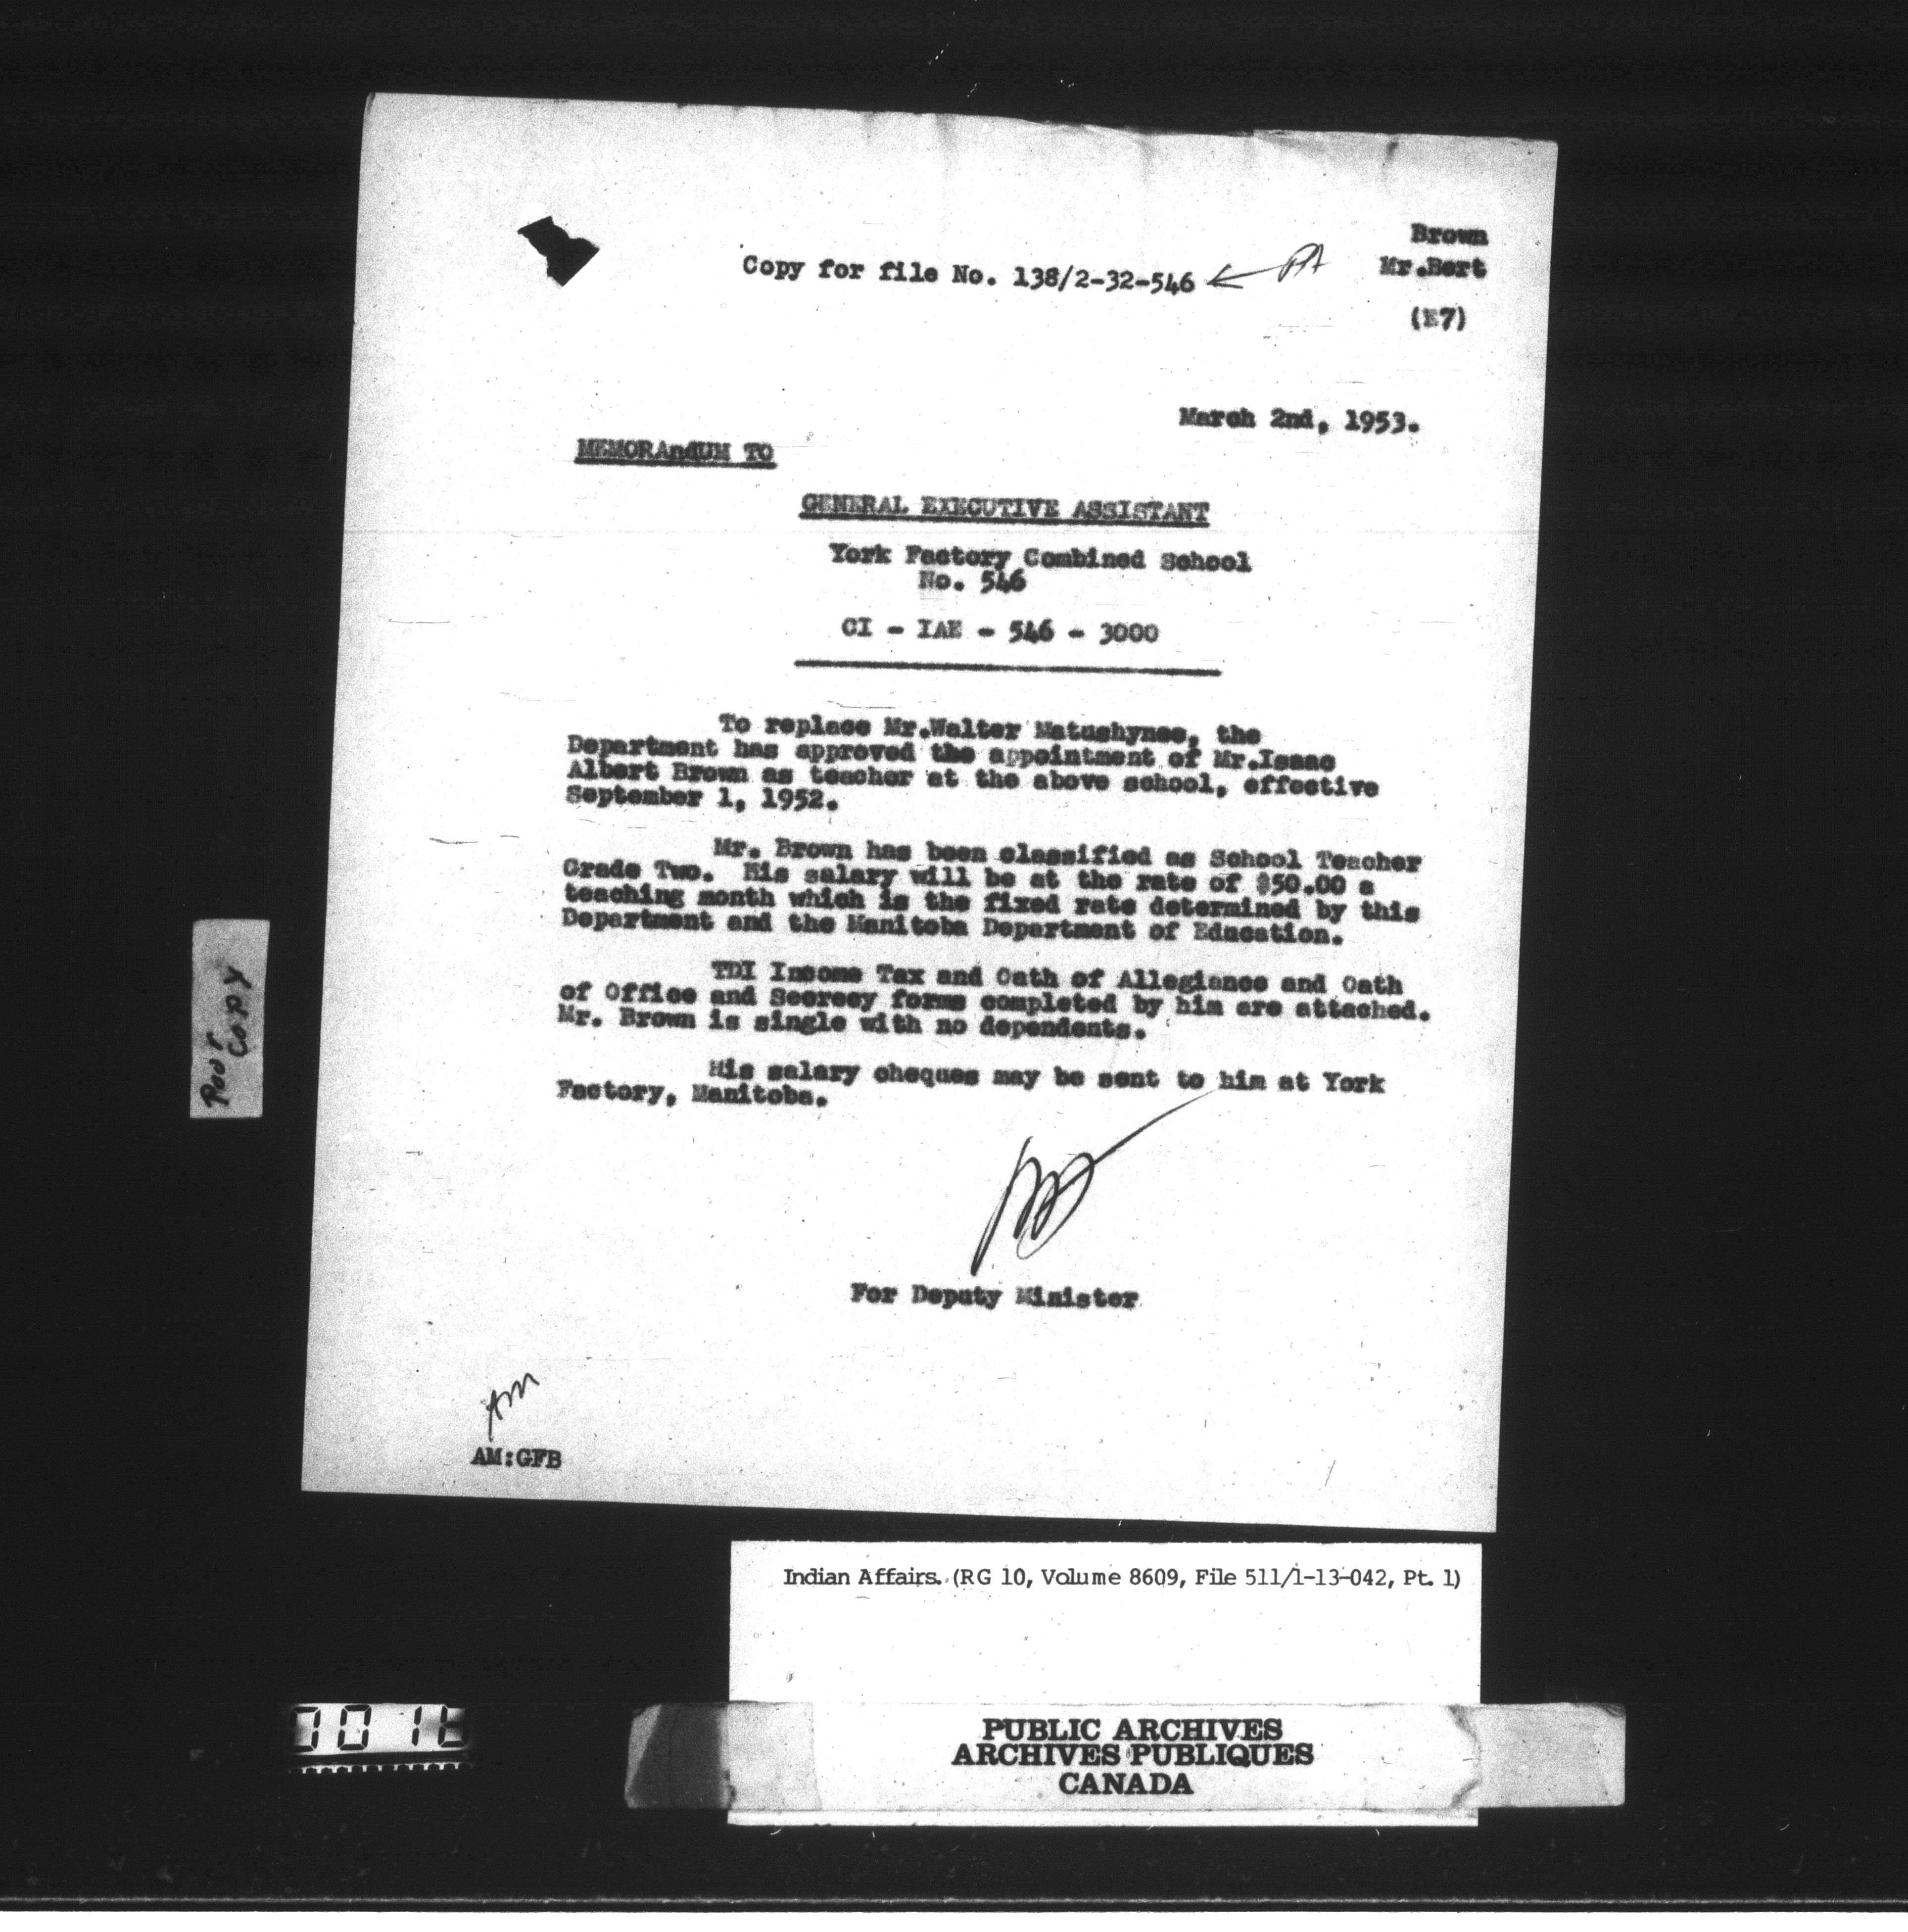 Brown
Copy for file No. 138/2-32-546 ← PA
Mr.Bert
(E7)
March 2nd, 1953.
MEMORAndUM TO
GENERAL EXECUTIVE ASSISTANT
York Factory Combined School
No. 546
CI - IAE - 546 - 3000
To replace Mr.Walter Matushynee, the
Department has approved the appointment of Mr.Isaac
Albert Brown as teacher at the above school, effective
September 1, 1952.
Mr. Brown has been classified as School Teacher
Grade Two. His salary will be at the rate of $50.00 a
teaching month which is the fixed rate determined by this
Department and the Manitoba Department of Education.
TDI Income Tax and Oath of Allegiance and Oath
of Office and Secrecy forms completed by him are attached.
Mr. Brown is single with no dependents.
His salary cheques may be sent to him at York
Factory, Manitoba.
For Deputy Minister
AM
AM:GFB
Poor
Copy
Indian Affairs. (RG 10, Volume 8609, File 511/1-13-042, Pt. 1)
PUBLIC ARCHIVES
ARCHIVES PUBLIQUES
CANADA